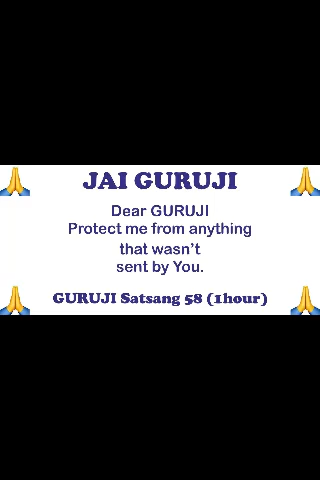 JAI GURUJI
Dear GURUJI
Protect me from anything
that wasn't
sent by You.
GURUJI Satsang 58 (1hour)